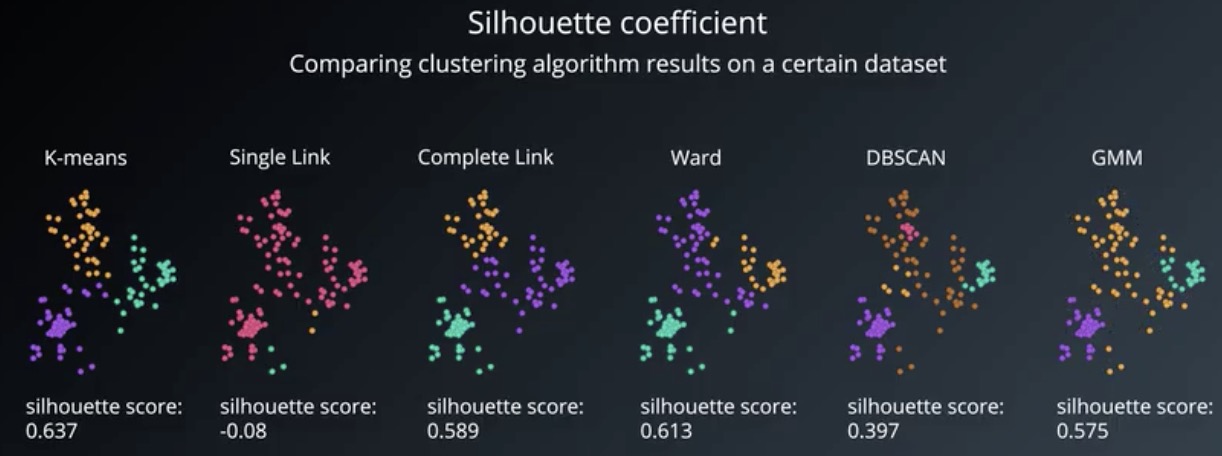 Silhouette coefficient
Comparing clustering algorithm results on a certain dataset
K-means
Single Link
Complete Link
Ward
DBSCAN
GMM
silhouette score:
0.637
silhouette score:
-0.08
silhouette score:
0.589
silhouette score:
0.613
silhouette score:
0.397
silhouette score:
0.575